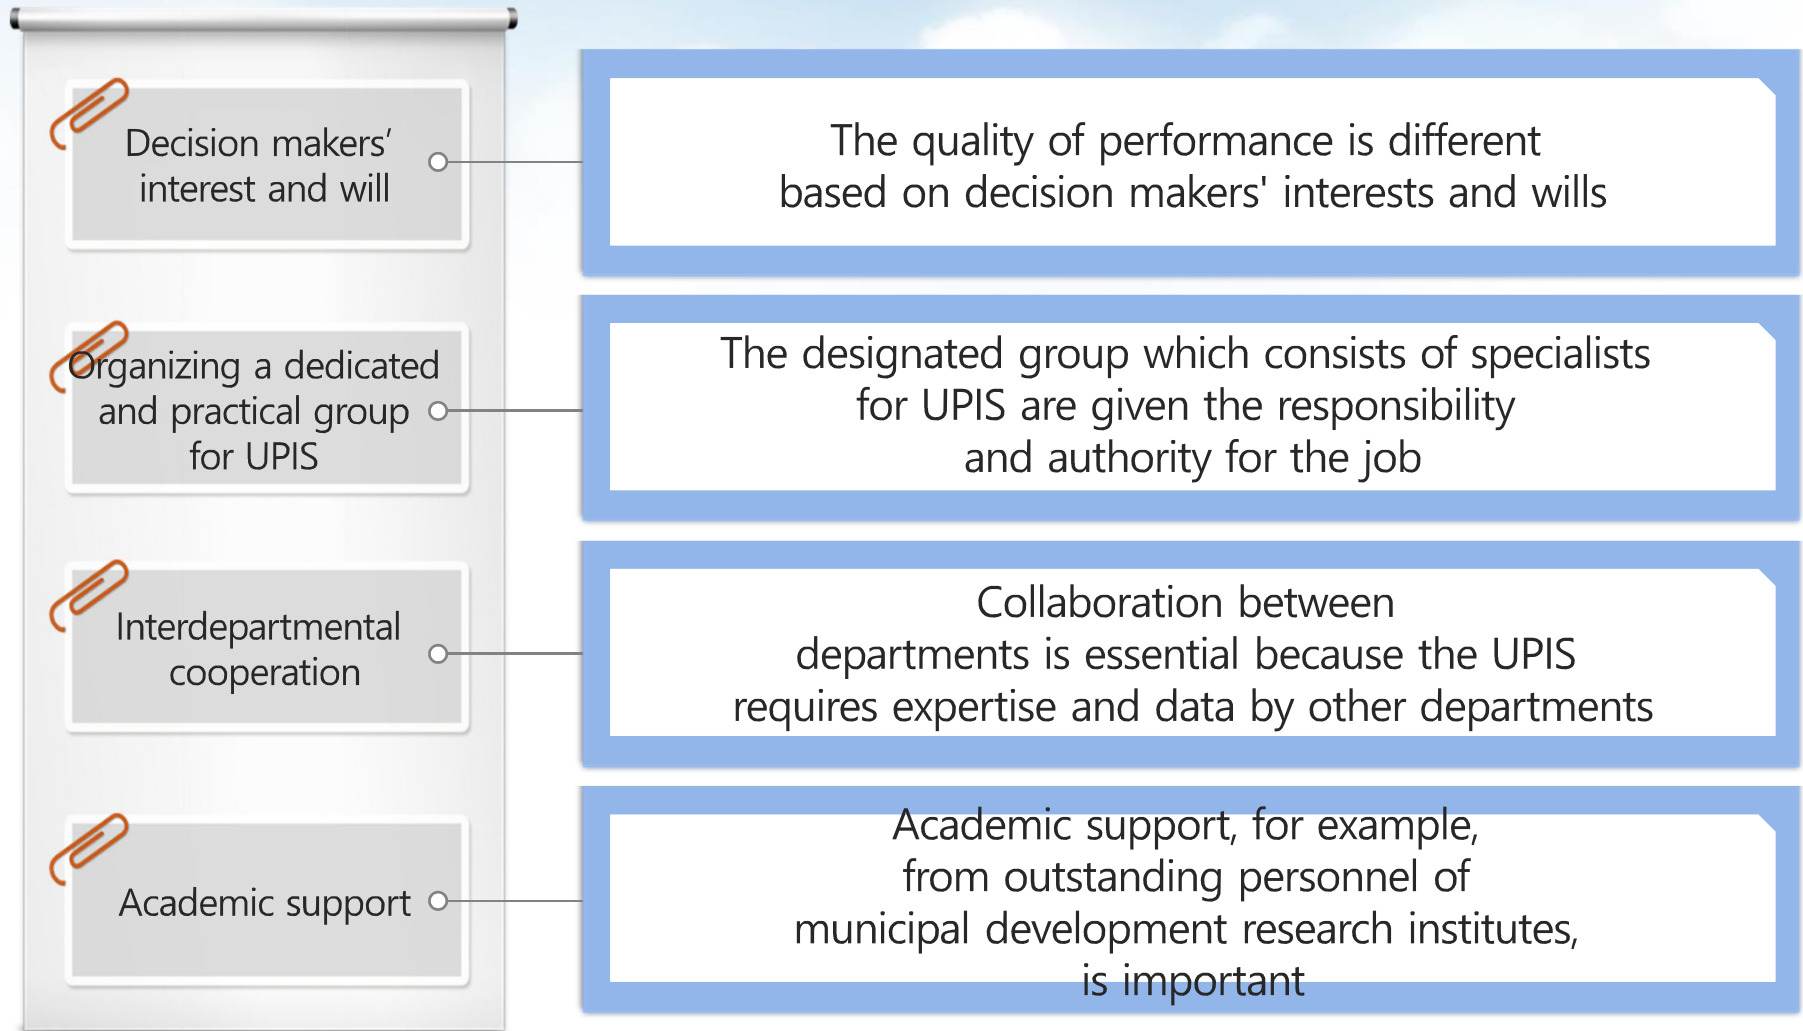 Decision makers’
interest and will
The quality of performance is different
based on decision makers' interests and wills
Organizing a dedicated
and practical group
for UPIS
The designated group which consists of specialists
for UPIS are given the responsibility
and authority for the job
Interdepartmental
cooperation
Collaboration between
departments is essential because the UPIS
requires expertise and data by other departments
Academic support
Academic support, for example,
from outstanding personnel of
municipal development research institutes,
is important